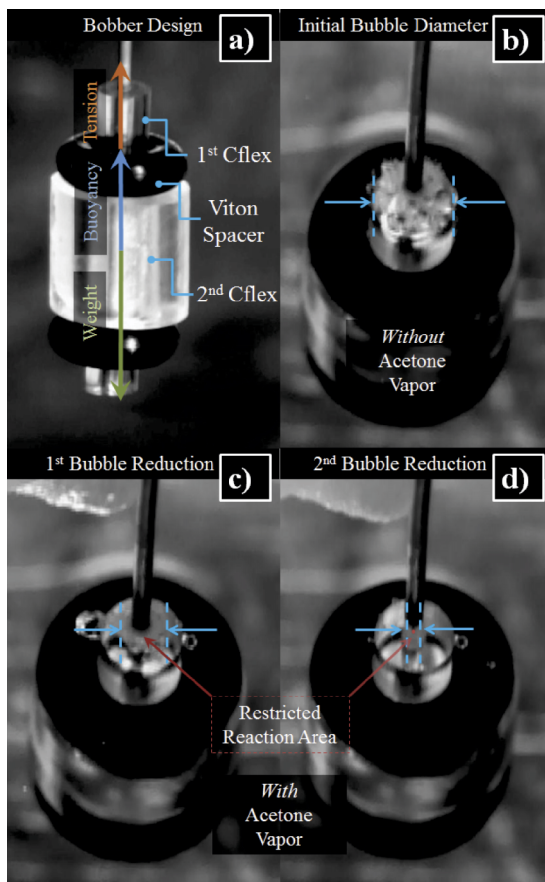 Bobber Design
a)
Tension
Buoyancy
Weight
1st Cflex
Viton
Spacer
2nd Cflex
Initial Bubble Diameter
b)
Without
Acetone
Vapor
1st Bubble Reduction
c)
2nd Bubble Reduction
d)
Restricted
Reaction Area
With
Acetone
Vapor